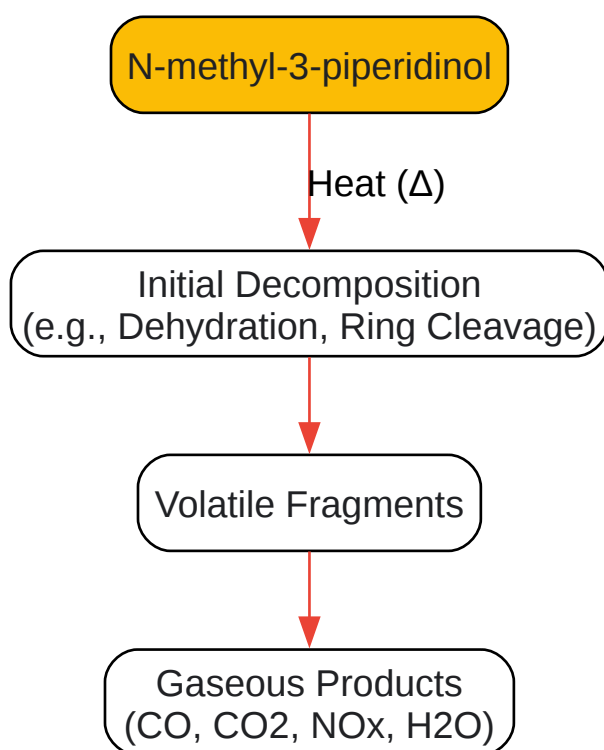 N-methyl-3-piperidinol
Heat (Δ)
Initial Decomposition
(e.g., Dehydration, Ring Cleavage)
Volatile Fragments
Gaseous Products
(CO, CO2, NOx, H2O)